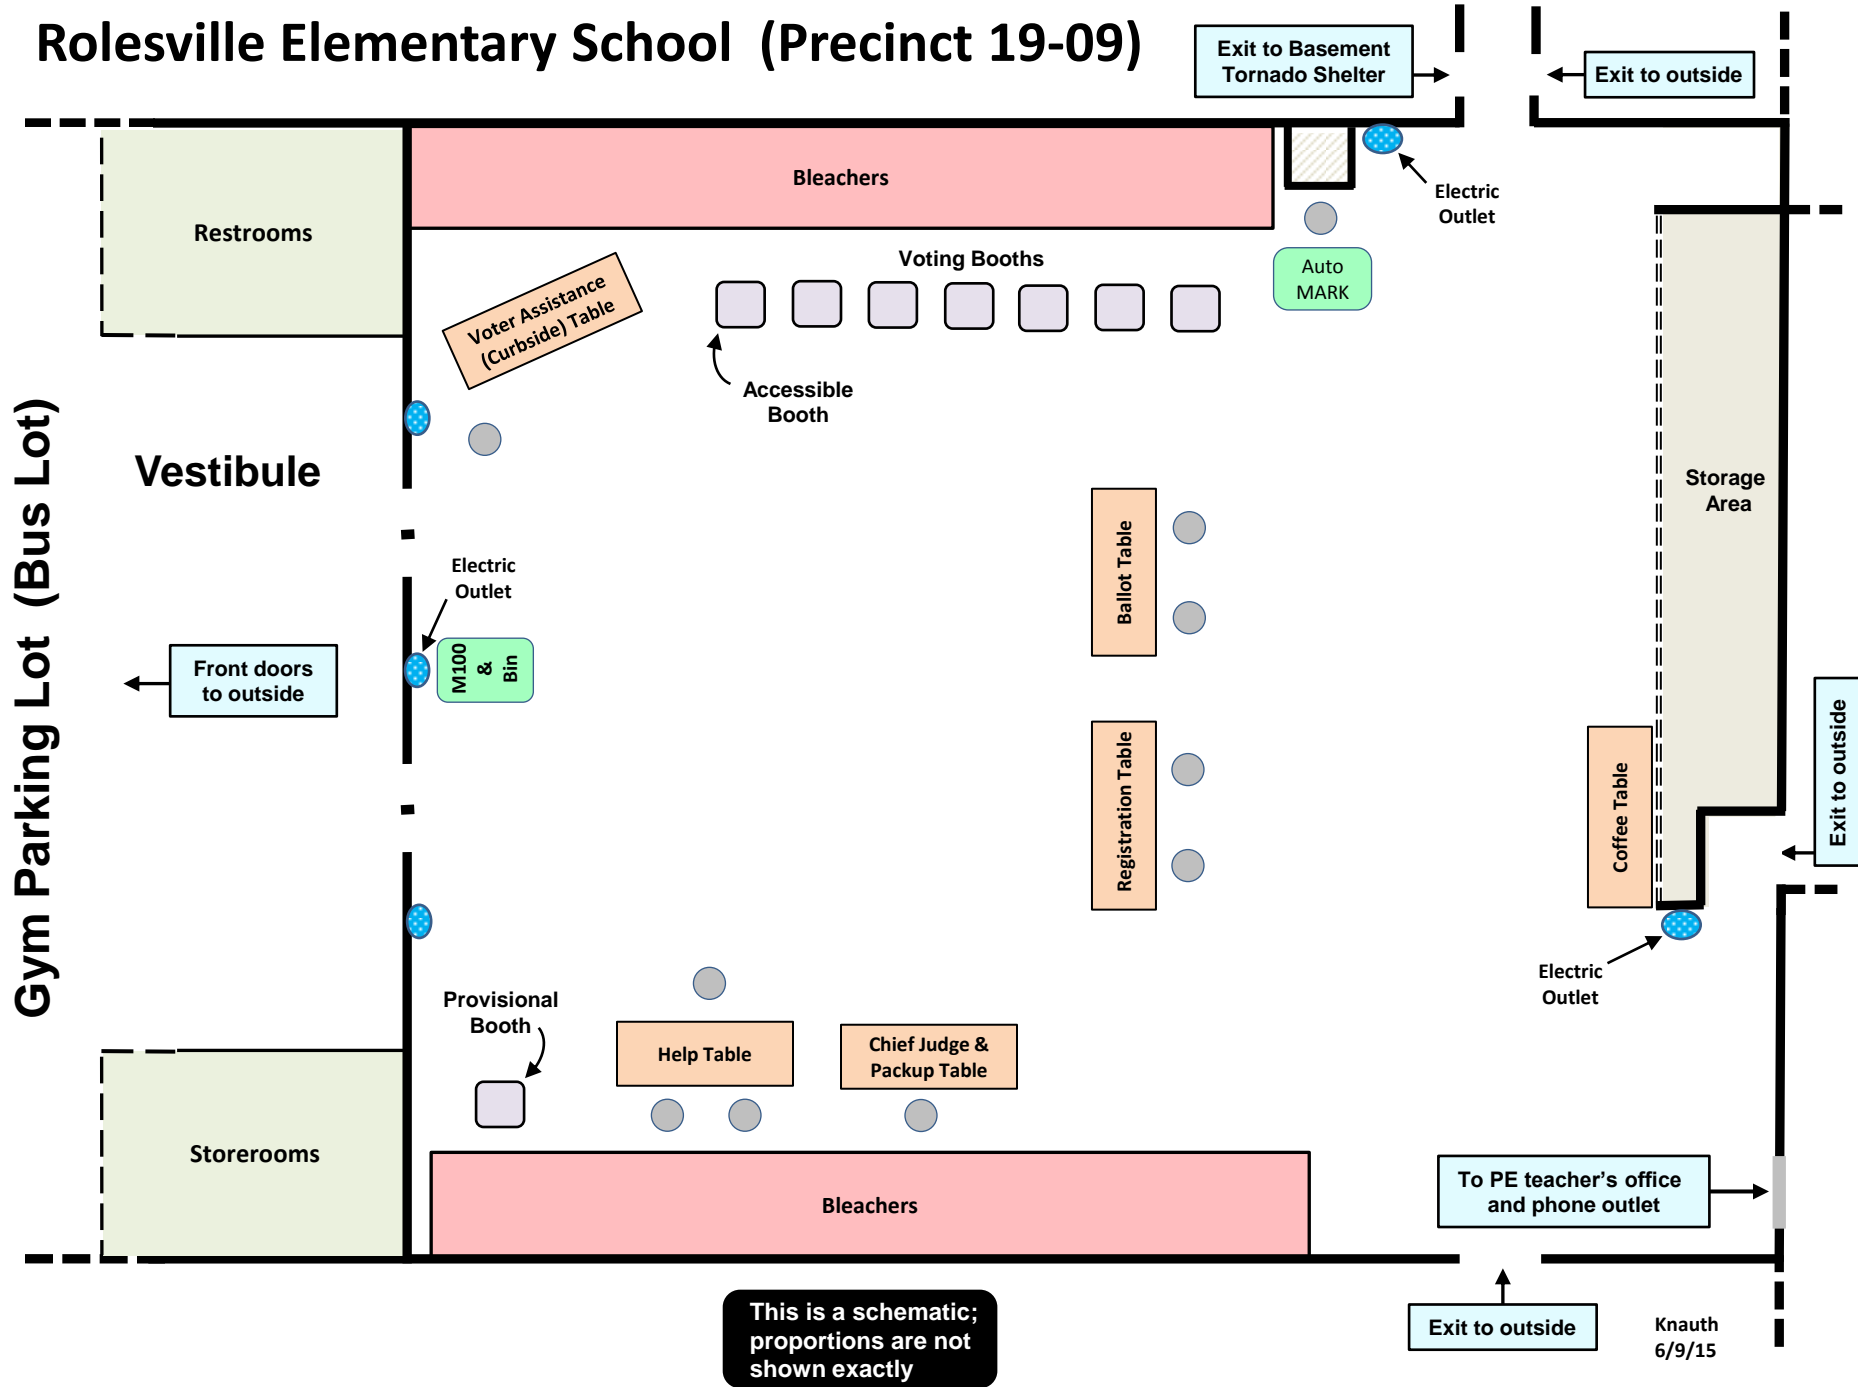 Rolesville Elementary School  (Precinct 19-09)
Exit to Basement
Tornado Shelter
Exit to outside
Restrooms
Bleachers
Electric
Outlet
Voting Booths
Auto
MARK
Voter Assistance
(Curbside) Table
Accessible
Booth
Gym Parking Lot  (Bus Lot)
Vestibule
Storage
Area
Ballot Table
Electric
Outlet
M100
&
Bin
Front doors
to outside
Registration Table
Coffee Table
Exit to outside
Electric
Outlet
Provisional
Booth
Help Table
Chief Judge &
Packup Table
Storerooms
Bleachers
To PE teacher's office
and phone outlet
This is a schematic;
proportions are not
shown exactly
Exit to outside
Knauth
6/9/15